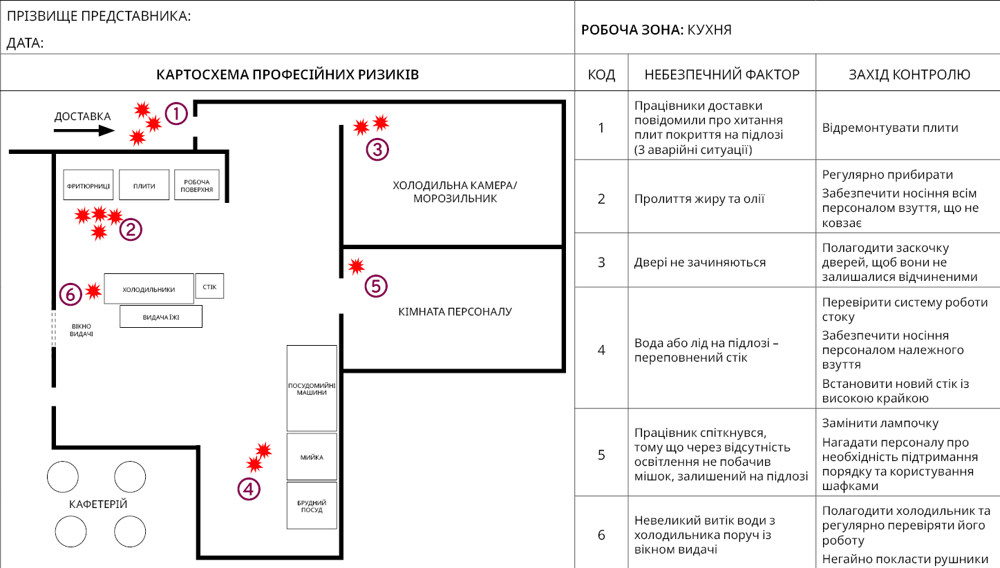 ПРІЗВИЩЕ ПРЕДСТАВНИКА:
ДАТА:
РОБОЧА ЗОНА: КУХНЯ
КАРТОСХЕМА ПРОФЕСІЙНИХ РИЗИКІВ
ДОСТАВКА
1
ФРИТЮРНИЦІ
ПЛИТИ
РОБОЧА
ПОВЕРХНЯ
2
3
ХОЛОДИЛЬНА КАМЕРА/
МОРОЗИЛЬНИК
5
КІМНАТА ПЕРСОНАЛУ
6
ХОЛОДИЛЬНИКИ
СТІК
ВИДАЧА ЇЖІ
ВІКНО
ВИДАЧІ
ПОСУДОМИЙНІ
МАШИНИ
МИЙКА
БРУДНИЙ
ПОСУД
4
КАФЕТЕРІЙ
КОД
НЕБЕЗПЕЧНИЙ ФАКТОР
ЗАХІД КОНТРОЛЮ
1
Працівники доставки
повідомили про хитання
плит покриття на підлозі
(3 аварійні ситуації)
Відремонтувати плити
2
Пролиття жиру та олії
Регулярно прибирати
Забезпечити носіння всім
персоналом взуття, що не
ковзає
3
Двері не зачиняються
Полагодити заскочку
дверей, щоб вони не
залишалися відчиненими
4
Вода або лід на підлозі –
переповнений стік
Перевірити систему роботи
стоку
Забезпечити носіння
персоналом належного
взуття
Встановити новий стік із
високою крайкою
5
Працівник спіткнувся,
тому що через відсутність
освітлення не побачив
мішок, залишений на підлозі
Замінити лампочку
Нагадати персоналу про
необхідність підтримання
порядку та користування
шафками
6
Невеликий витік води з
холодильника поруч із
вікном видачі
Полагодити холодильник та
регулярно перевіряти його
роботу
Негайно покласти рушники